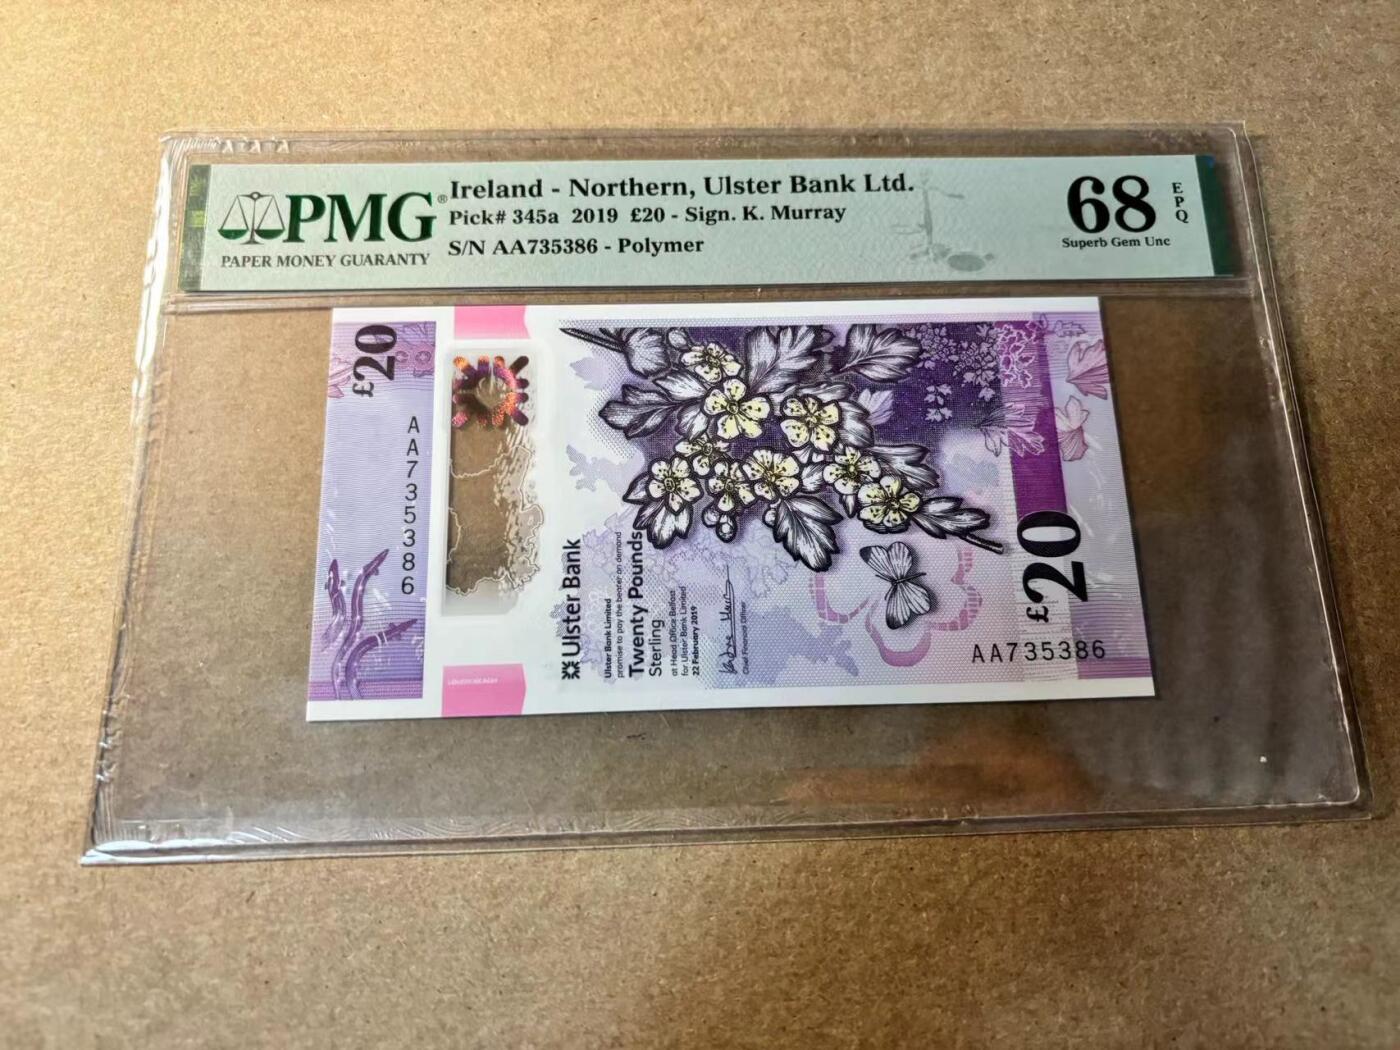 PMG®
PAPER MONEY GUARANTY
Ireland - Northern, Ulster Bank Ltd.
Pick# 345a 2019 £20 - Sign. K. Murray
S/N AA735386 - Polymer
68
EPQ
Superb Gem Unc
£20
AA735386
Ulster Bank
Ulster Bank Limited
promise to pay the bearer on demand
Twenty Pounds
Sterling
at Head Office Belfast
for Ulster Bank Limited
22 February 2019
Chief Financial Officer
£20
AA735386